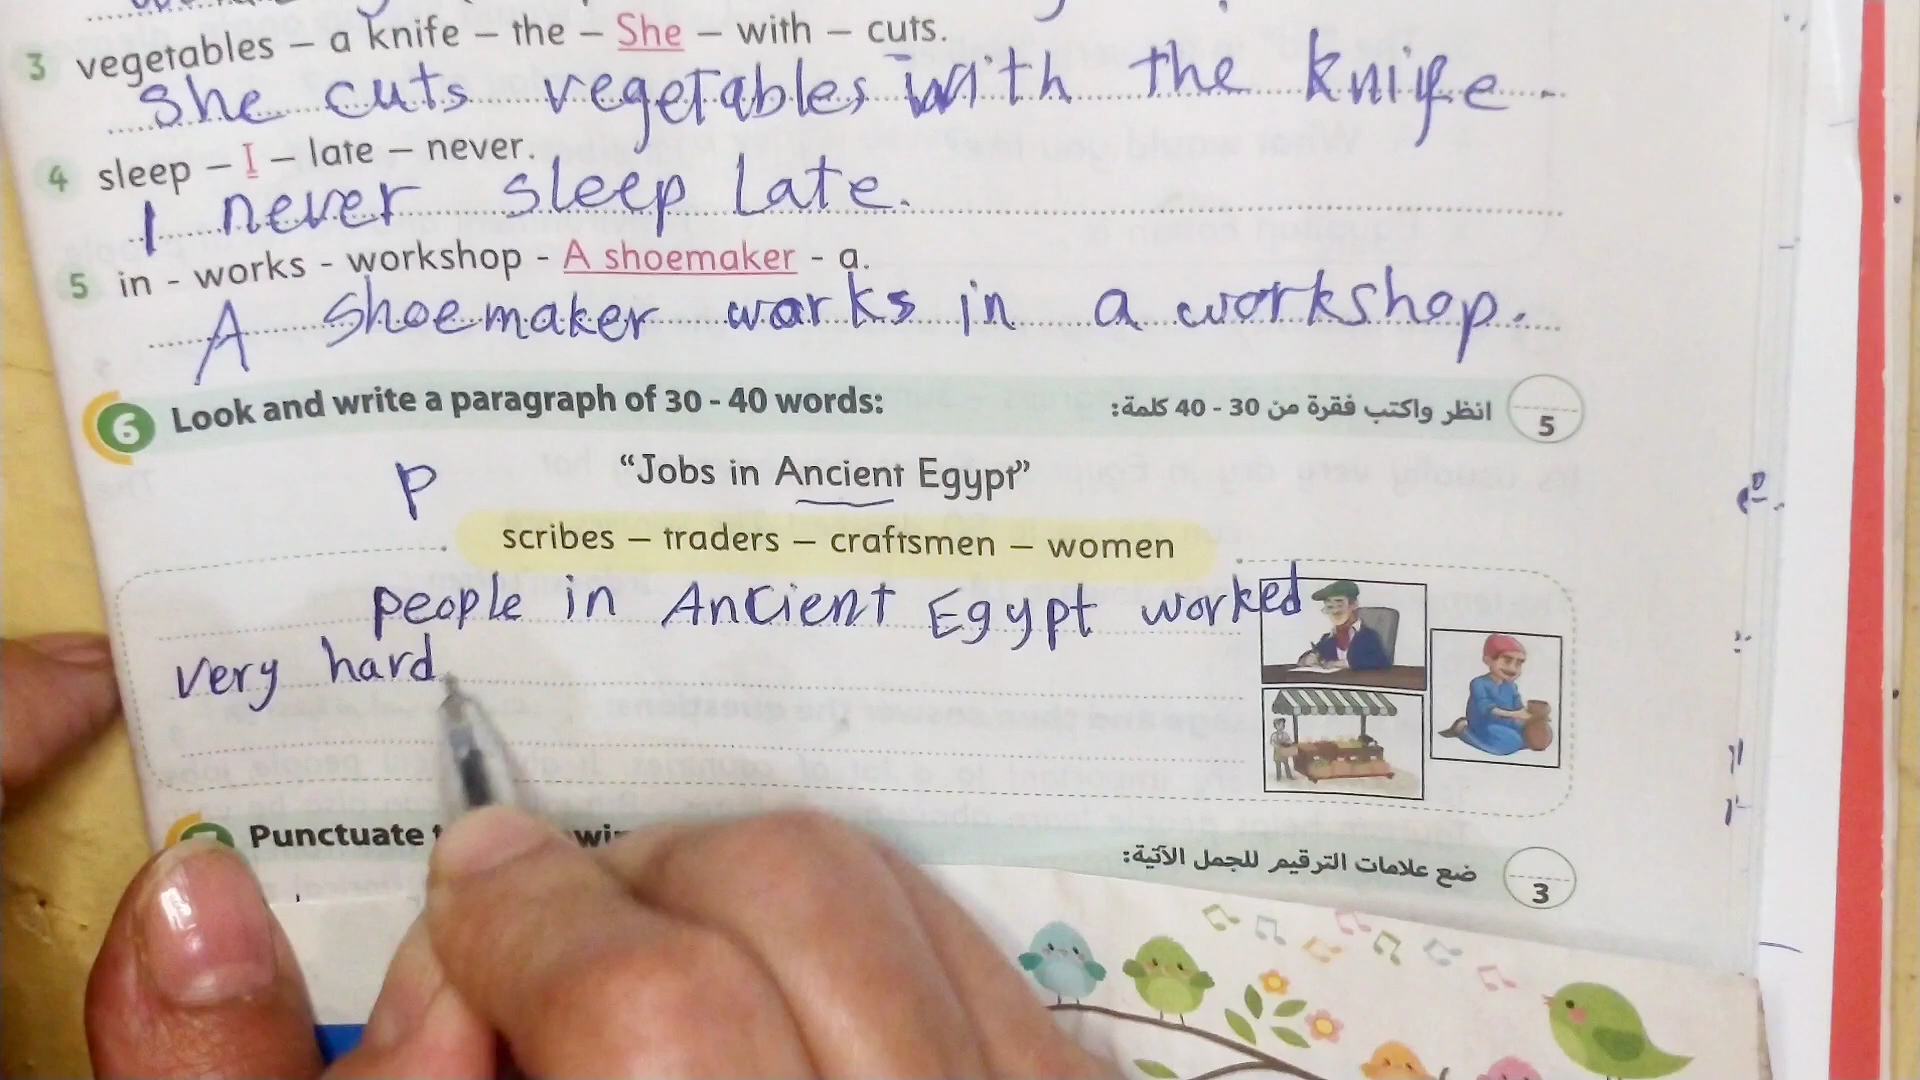 3 vegetables – a knife – the – She – with – cuts.
She cuts vegetables with the knife.
4 sleep – I – late – never.
I never sleep late.
5 in - works - workshop - A shoemaker - a.
A shoemaker works in a workshop.
6 Look and write a paragraph of 30 - 40 words:
انظر واكتب فقرة من 30 - 40 كلمة:
5
P
“Jobs in Ancient Egypt”
scribes – traders – craftsmen – women
people in Ancient Egypt worked
very hard.
Punctuate
ضع علامات الترقيم للجمل الآتية:
3